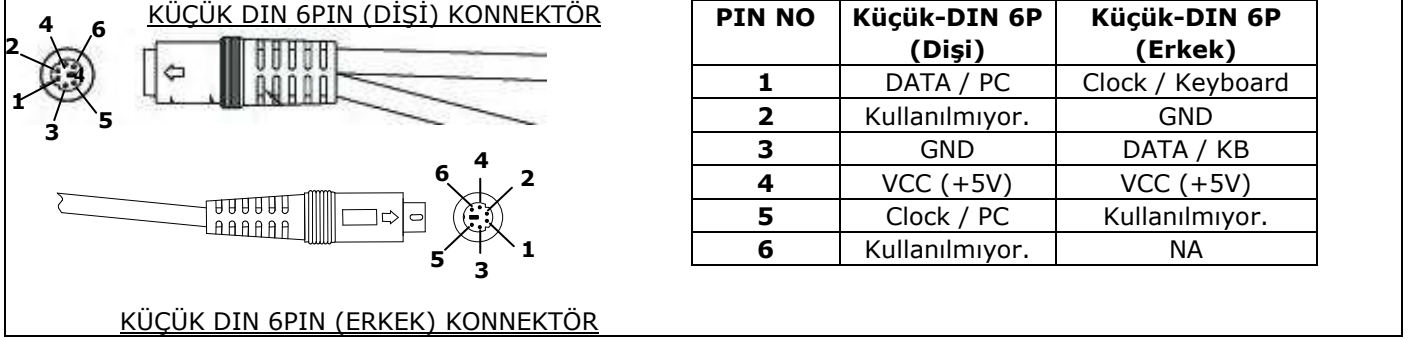 KÜÇÜK DIN 6PIN (DİŞİ) KONNEKTÖR
4
6
2
4
1
5
3
4
6
2
5
1
3
KÜÇÜK DIN 6PIN (ERKEK) KONNEKTÖR
PIN NO Küçük-DIN 6P (Dişi) Küçük-DIN 6P (Erkek)
1 DATA / PC Clock / Keyboard
2 Kullanılmıyor. GND
3 GND DATA / KB
4 VCC (+5V) VCC (+5V)
5 Clock / PC Kullanılmıyor.
6 Kullanılmıyor. NA